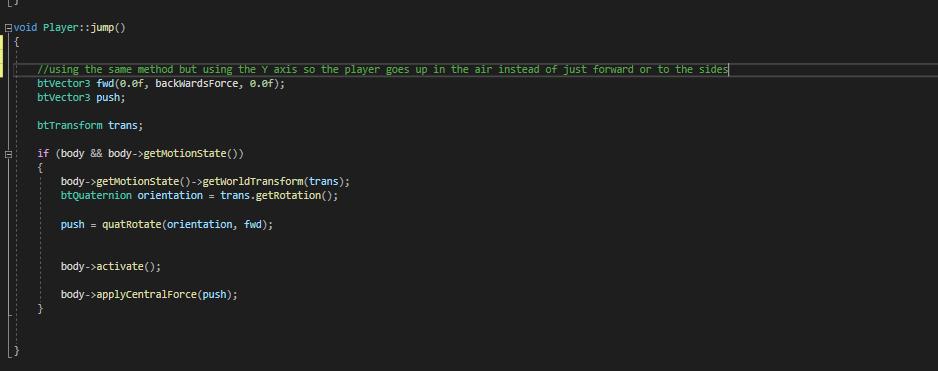 }
void Player::jump()
{
//using the same method but using the Y axis so the player goes up in the air instead of just forward or to the sides
btVector3 fwd(0.0f, backWardsForce, 0.0f);
btVector3 push;
btTransform trans;
if (body && body->getMotionState())
{
body->getMotionState()->getWorldTransform(trans);
btQuaternion orientation = trans.getRotation();
push = quatRotate(orientation, fwd);
body->activate();
body->applyCentralForce(push);
}
}